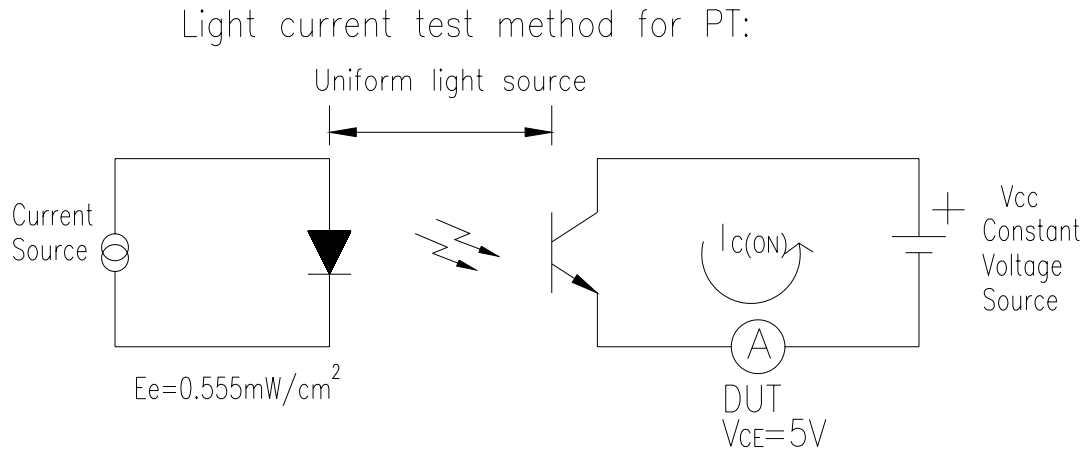 Light current test method for PT:
Uniform light source
Current
Source
IC(ON)
+
Vcc
Constant
Voltage
Source
A
Ee=0.555mW/cm²
DUT
VCE=5V